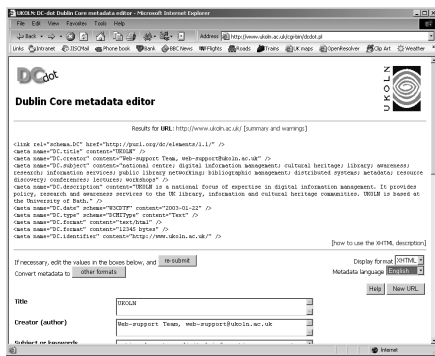 UKOLN: DC-dot Dublin Core metadata editor - Microsoft Internet Explorer
File Edit View Favorites Tools Help
Back Address http://www.ukoln.ac.uk/cgi-bin/dcdot.pl
Links Intranet JISCMail Phone book Bank BBC News Flights Roads Trains UK maps OpenResolver Clip Art Weather
DCdot
UKOLN
Dublin Core metadata editor
Results for URL: http://www.ukoln.ac.uk/ [summary and warnings]
<link rel="schema.DC" href="http://purl.org/dc/elements/1.1/" />
<meta name="DC.title" content="UKOLN" />
<meta name="DC.creator" content="Web-support Team, web-support@ukoln.ac.uk" />
<meta name="DC.subject" content="national centre; digital information management; cultural heritage; library; awareness;
research; information services; public library networking; bibliographic management; distributed systems; metadata; resource
discovery; conferences; lectures; workshops" />
<meta name="DC.description" content="UKOLN is a national focus of expertise in digital information management. It provides
policy, research and awareness services to the UK library, information and cultural heritage communities. UKOLN is based at
the University of Bath." />
<meta name="DC.date" scheme="W3CDTF" content="2003-01-22" />
<meta name="DC.type" scheme="DCMIType" content="Text" />
<meta name="DC.format" content="text/html" />
<meta name="DC.format" content="12345 bytes" />
<meta name="DC.identifier" content="http://www.ukoln.ac.uk/" />
[how to use the XHTML description]
If necessary, edit the values in the boxes below, and re-submit
Display format XHTML
Convert metadata to other formats
Metadata language English
Help New URL
Title UKOLN
Creator (author) Web-support Team, web-support@ukoln.ac.uk
Subject or keywords
Internet